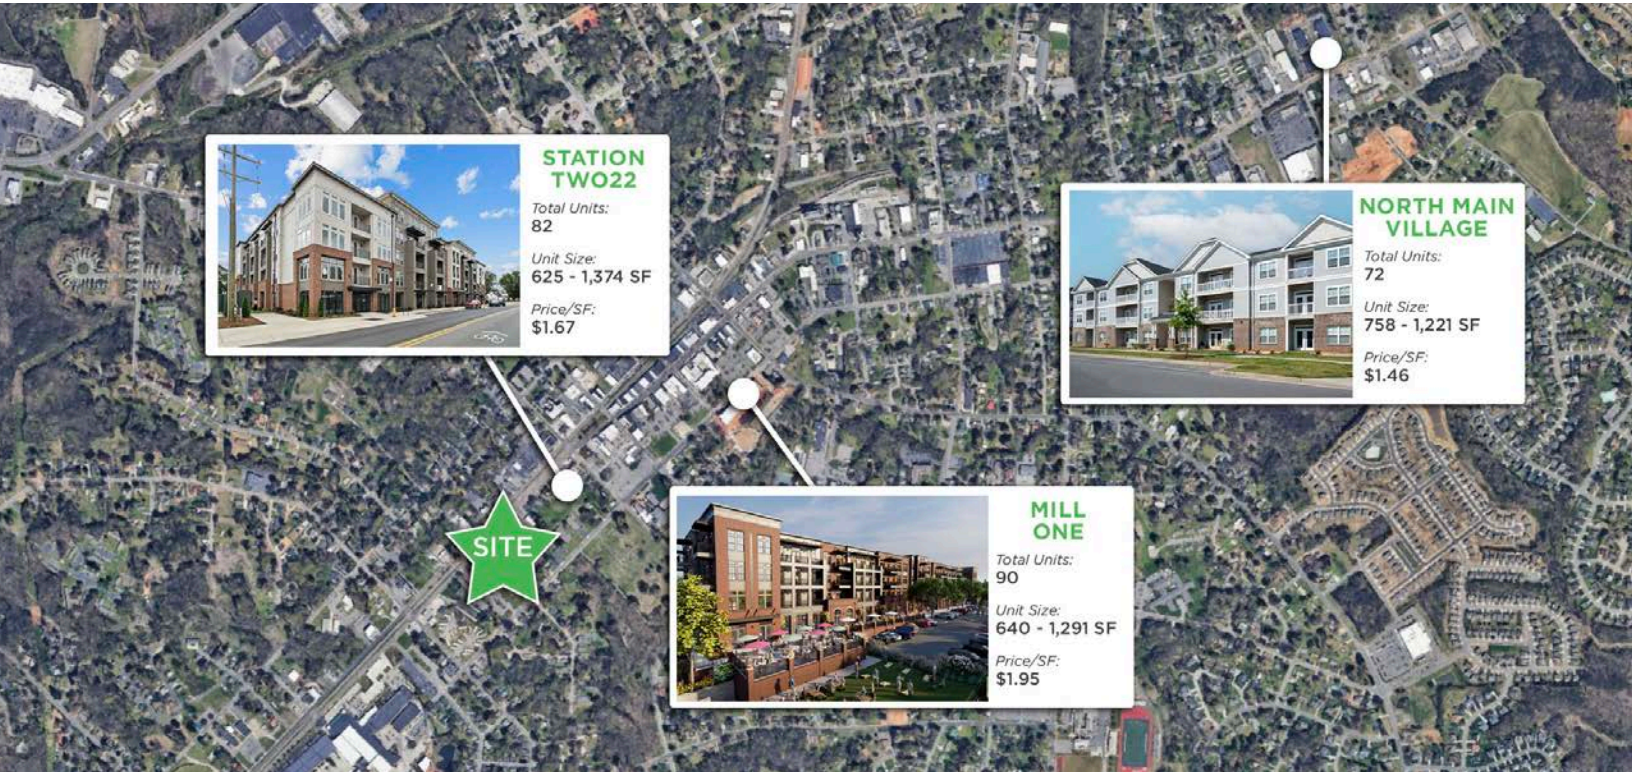 STATION
TWO22
Total Units:
82
Unit Size:
625 - 1,374 SF
Price/SF:
$1.67
NORTH MAIN
VILLAGE
Total Units:
72
Unit Size:
758 - 1,221 SF
Price/SF:
$1.46
SITE
MILL
ONE
Total Units:
90
Unit Size:
640 - 1,291 SF
Price/SF:
$1.95